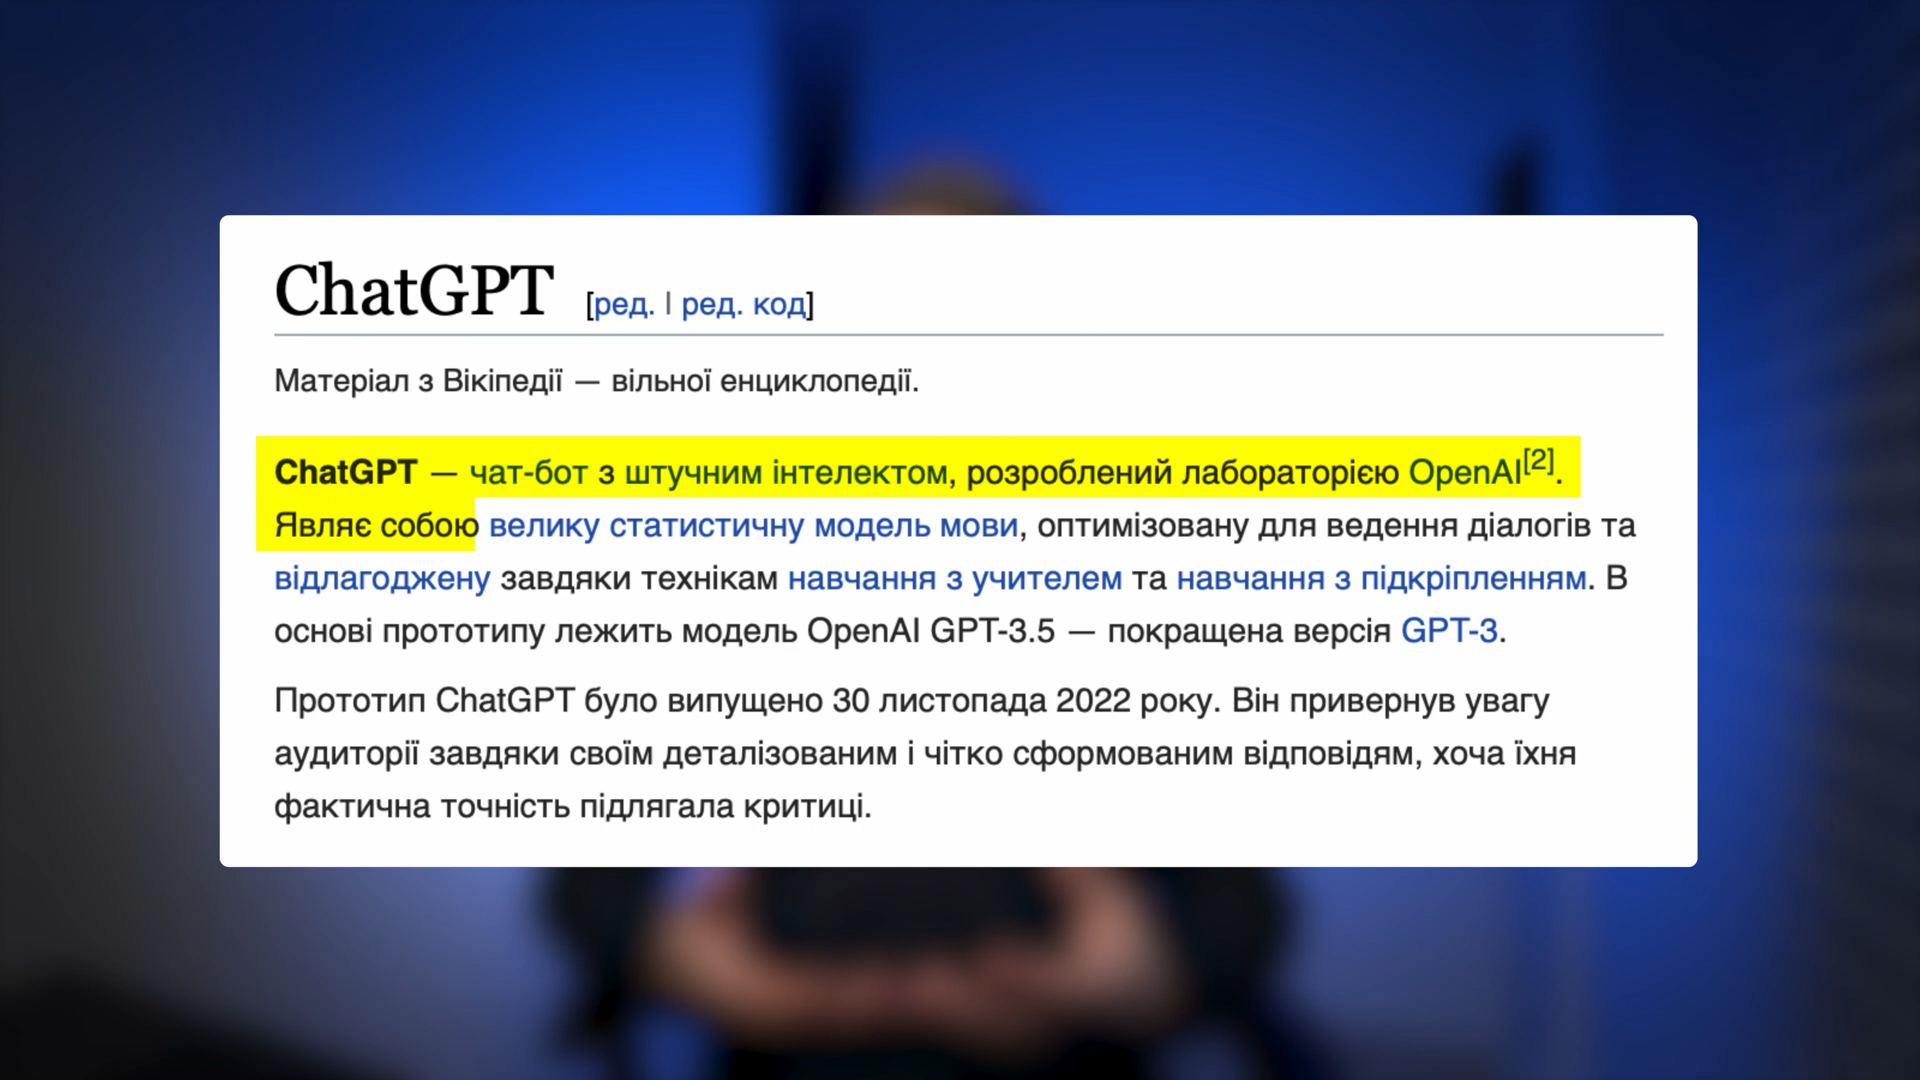 ChatGPT [ред. | ред. код]
Матеріал з Вікіпедії — вільної енциклопедії.
ChatGPT — чат-бот з штучним інтелектом, розроблений лабораторією OpenAI[2].
Являє собою велику статистичну модель мови, оптимізовану для ведення діалогів та
відлагоджену завдяки технікам навчання з учителем та навчання з підкріпленням. В
основі прототипу лежить модель OpenAI GPT-3.5 — покращена версія GPT-3.
Прототип ChatGPT було випущено 30 листопада 2022 року. Він привернув увагу
аудиторії завдяки своїм деталізованим і чітко сформованим відповідям, хоча їхня
фактична точність підлягала критиці.